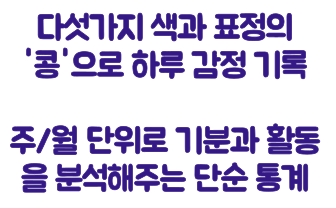 다섯가지 색과 표정의
'콩'으로 하루 감정 기록
주/월 단위로 기분과 활동
을 분석해주는 단순 통계